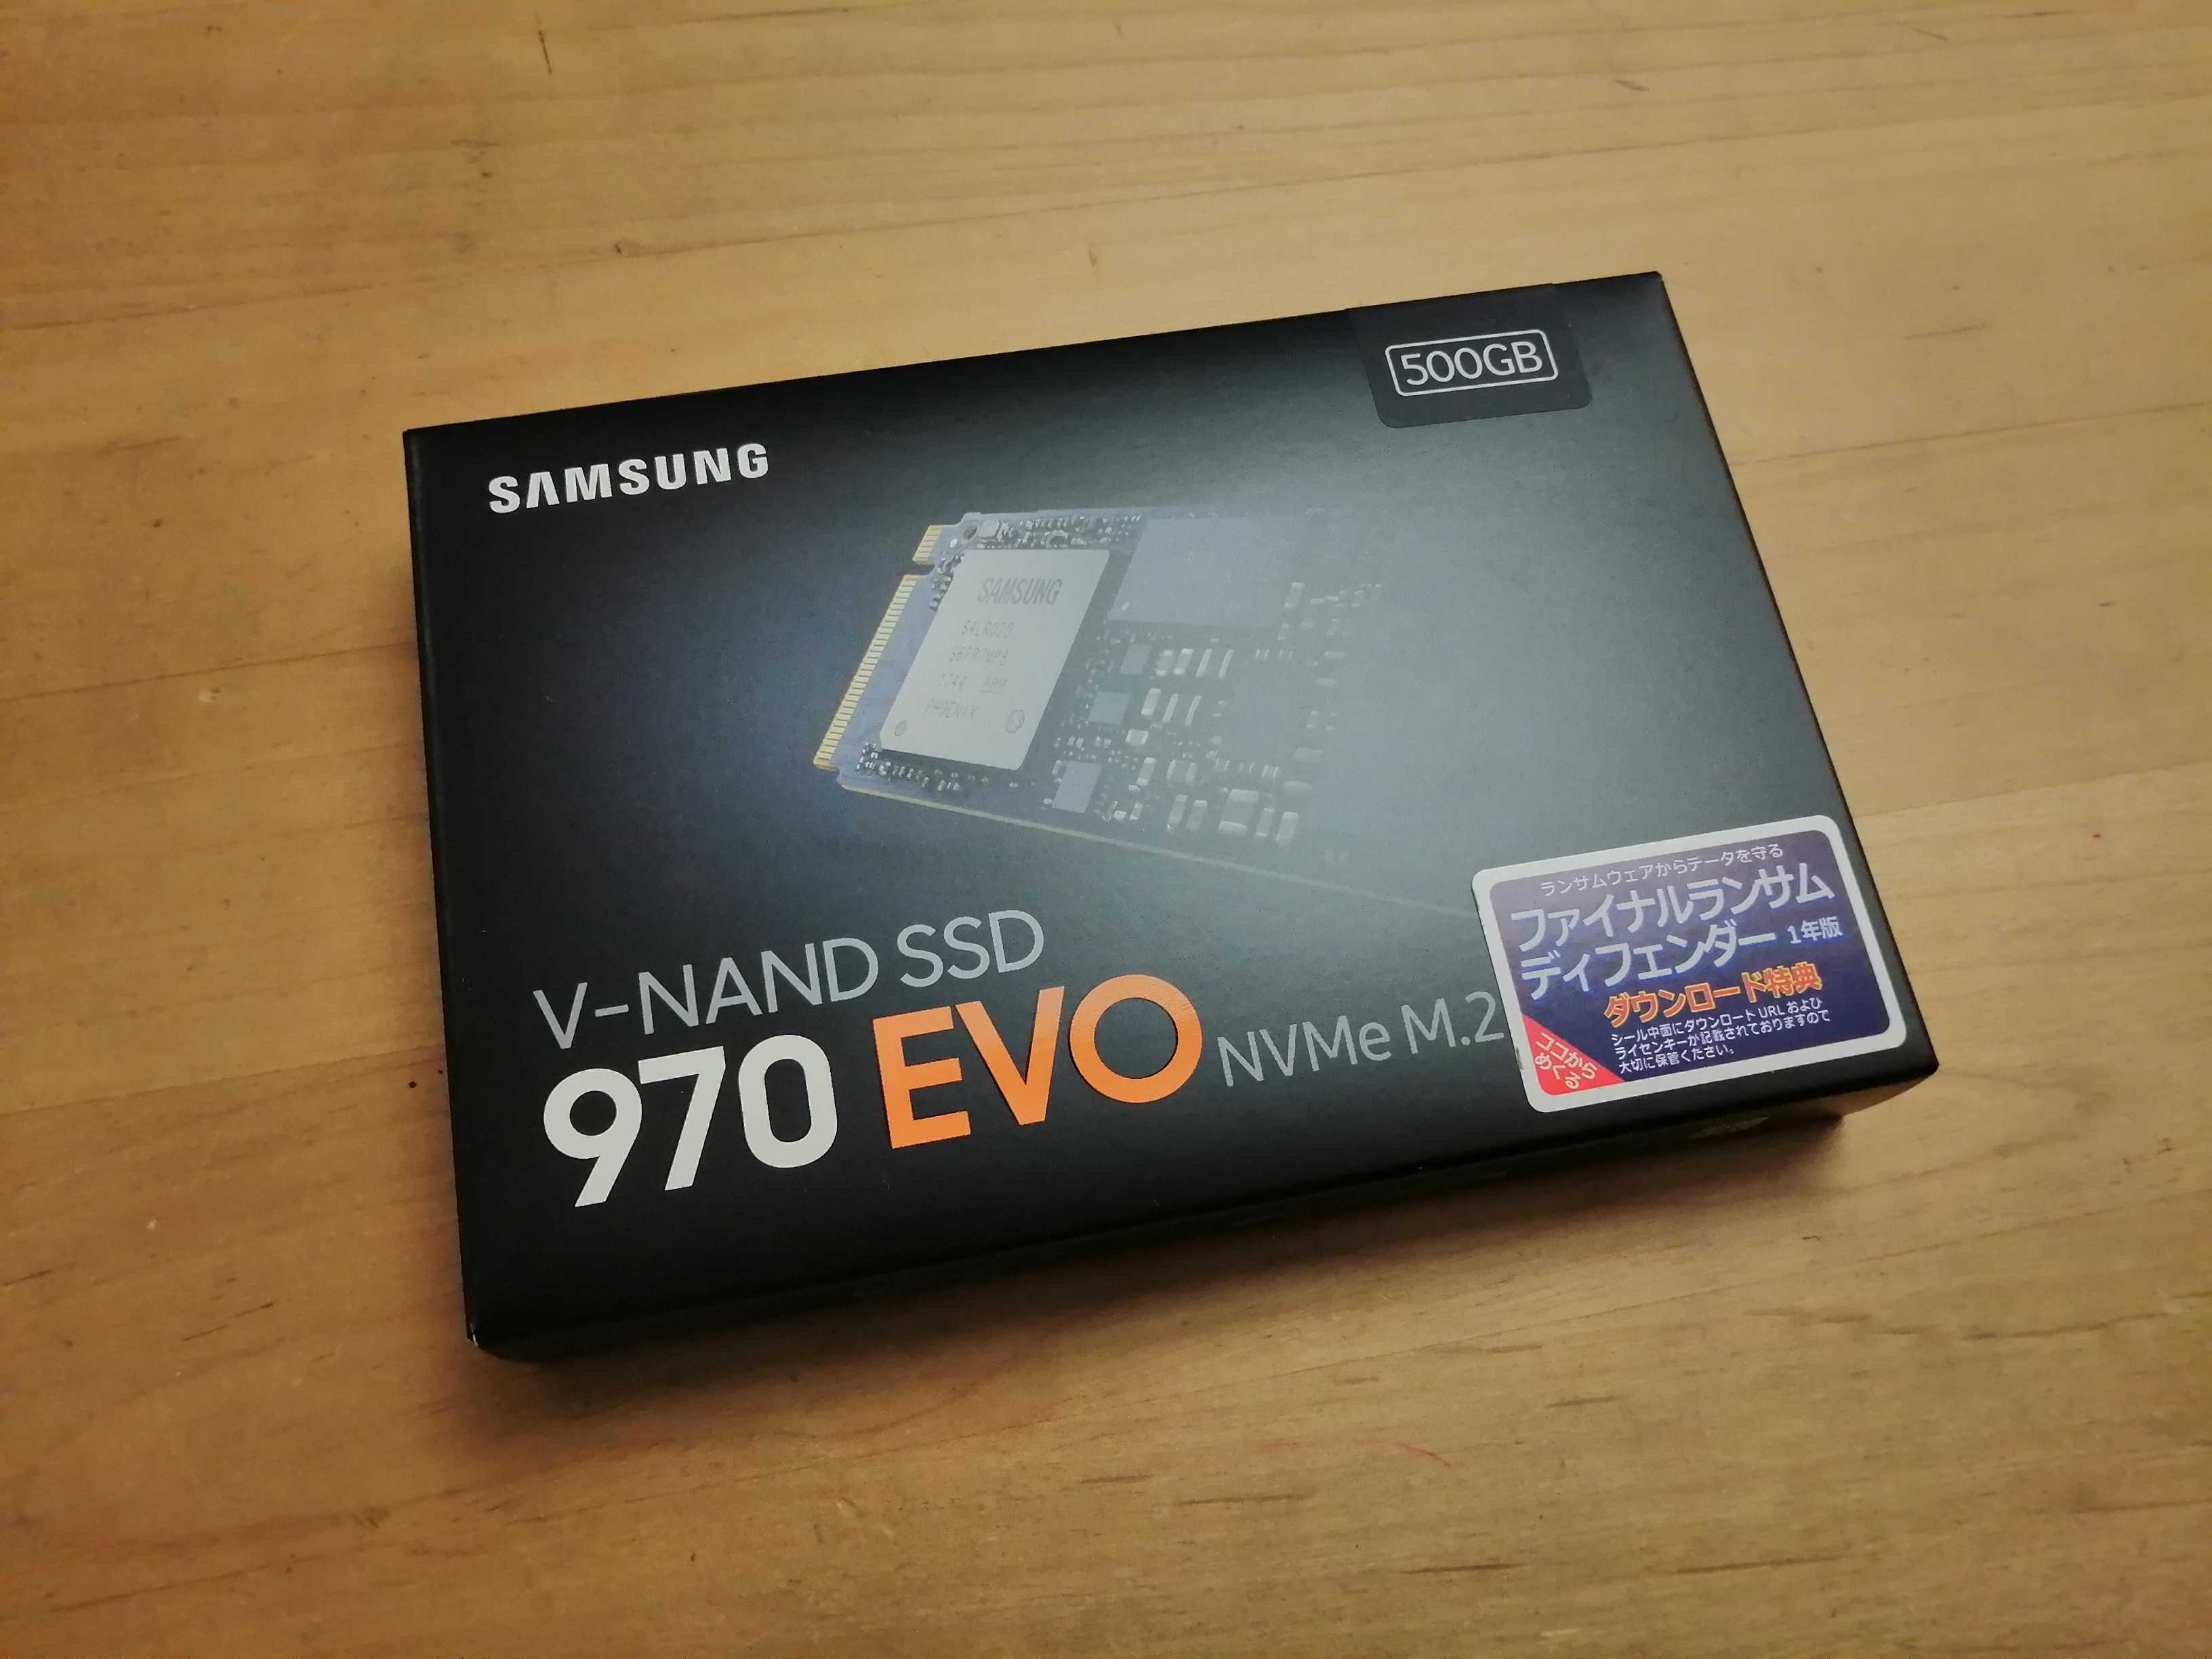 500GB
SAMSUNG
SAMSUNG
PHOENIX
V-NAND SSD
970 EVO NVMe M.2
ランサムウェアからデータを守る
ファイナルランサム
ディフェンダー 1年版
ダウンロード特典
シール中面にダウンロードURLおよび
ライセンスキーが記載されておりますので
大切に保管ください。
ココから
めくる